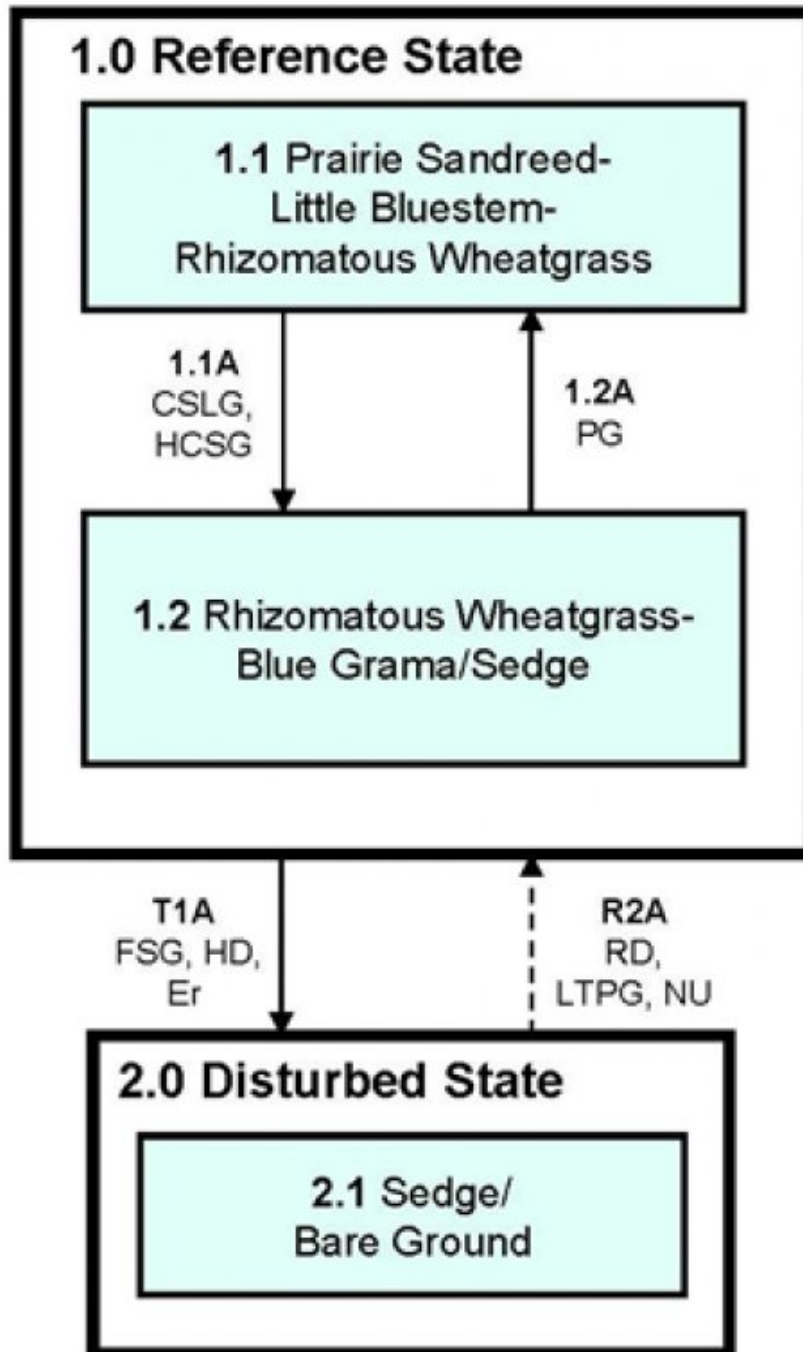 1.0 Reference State
1.1 Prairie Sandreed-
Little Bluestem-
Rhizomatous Wheatgrass
1.1A
CSLG,
HCSG
1.2A
PG
1.2 Rhizomatous Wheatgrass-
Blue Grama/Sedge
T1A
FSG, HD,
Er
R2A
RD,
LTPG, NU
2.0 Disturbed State
2.1 Sedge/
Bare Ground